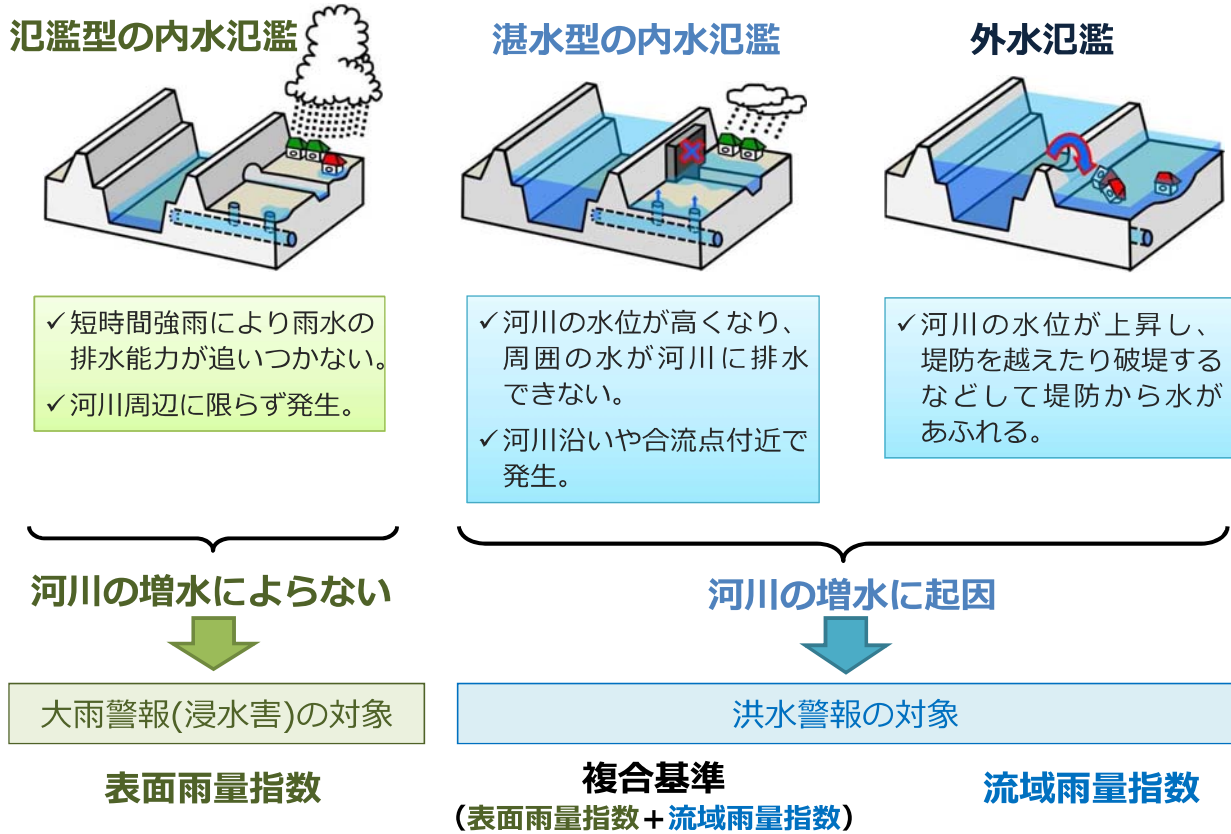 氾濫型の内水氾濫
湛水型の内水氾濫
外水氾濫
✓短時間強雨により雨水の
排水能力が追いつかない。
✓河川周辺に限らず発生。
✓河川の水位が高くなり、
周囲の水が河川に排水
できない。
✓河川沿いや合流点付近で
発生。
✓河川の水位が上昇し、
堤防を越えたり破堤する
などして堤防から水が
あふれる。
河川の増水によらない
河川の増水に起因
大雨警報(浸水害)の対象
洪水警報の対象
表面雨量指数
複合基準
（表面雨量指数＋流域雨量指数）
流域雨量指数